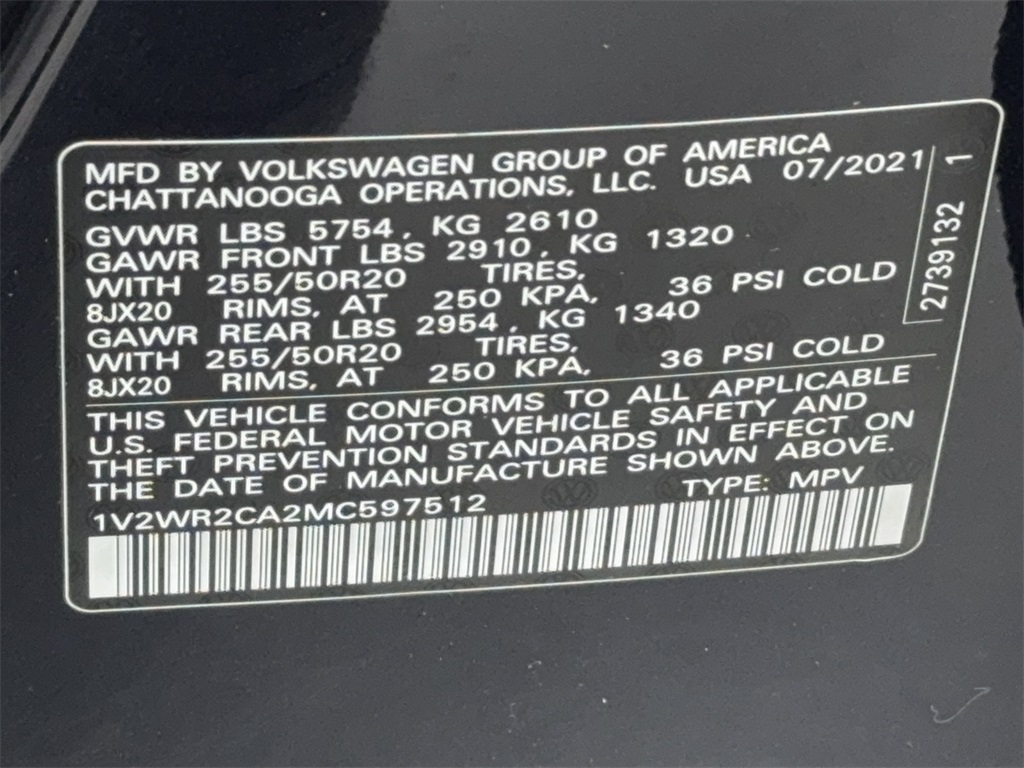 MFD BY VOLKSWAGEN GROUP OF AMERICA
CHATTANOOGA OPERATIONS, LLC. USA 07/2021
GVWR LBS 5754, KG 2610
GAWR FRONT LBS 2910, KG 1320
WITH 255/50R20 TIRES,
8JX20 RIMS, AT 250 KPA, 36 PSI COLD
GAWR REAR LBS 2954, KG 1340
WITH 255/50R20 TIRES,
8JX20 RIMS, AT 250 KPA, 36 PSI COLD
THIS VEHICLE CONFORMS TO ALL APPLICABLE
U.S. FEDERAL MOTOR VEHICLE SAFETY AND
THEFT PREVENTION STANDARDS IN EFFECT ON
THE DATE OF MANUFACTURE SHOWN ABOVE.
1V2WR2CA2MC597512 TYPE: MPV
2739132 1